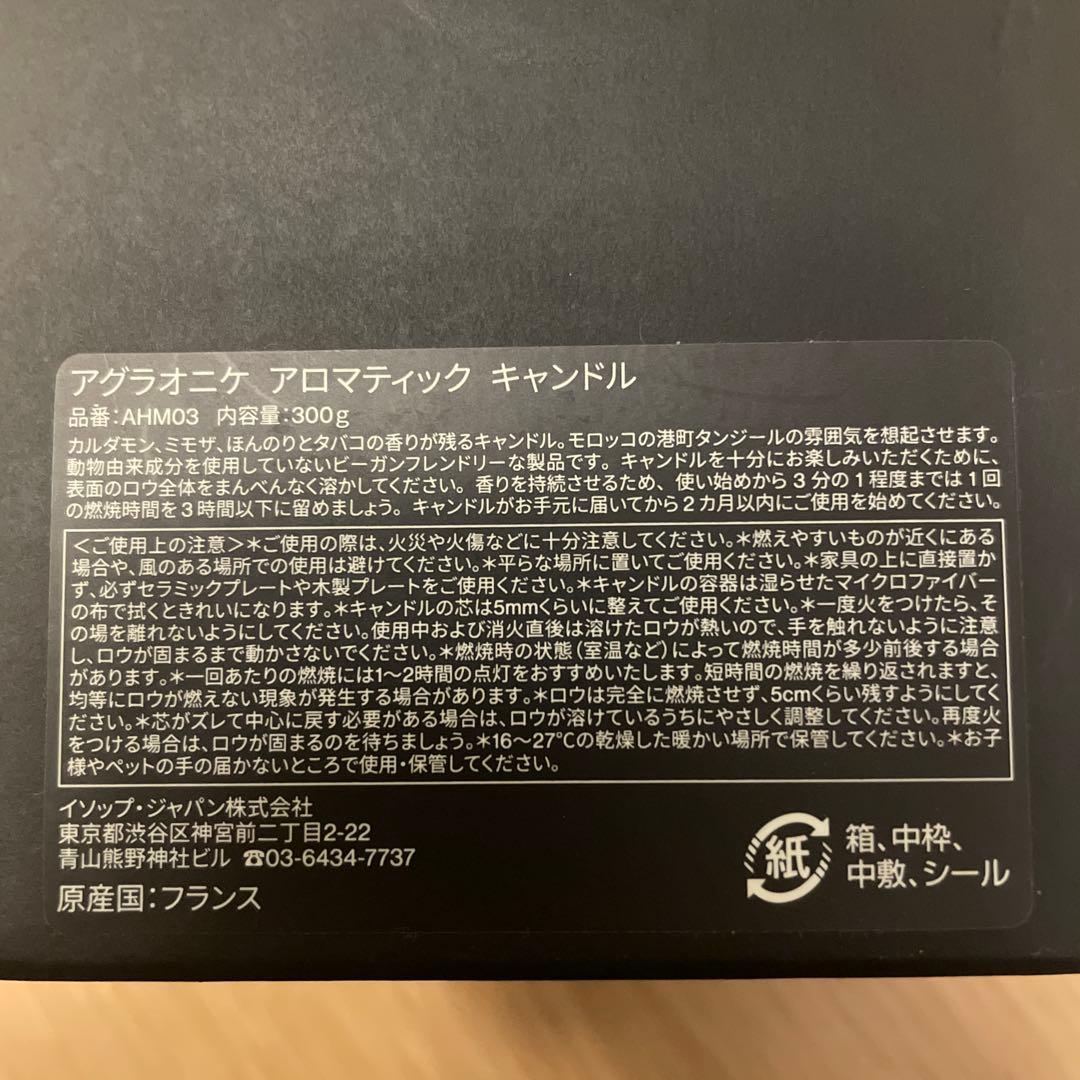 アグラオニケ アロマティック キャンドル
品番:AHM03 内容量:300g
カルダモン、ミモザ、ほんのりとタバコの香りが残るキャンドル。モロッコの港町タンジールの雰囲気を想起させます。
動物由来成分を使用していないビーガンフレンドリーな製品です。 キャンドルを十分にお楽しみいただくために、
表面のロウ全体をまんべんなく溶かしてください。 香りを持続させるため、 使い始めから3分の1程度までは1回
の燃焼時間を3時間以下に留めましょう。 キャンドルがお手元に届いてから2カ月以内にご使用を始めてください。
<ご使用上の注意>*ご使用の際は、火災や火傷などに十分注意してください。*燃えやすいものが近くにある
場合や、風のある場所での使用は避けてください。*平らな場所に置いてご使用ください。*家具の上に直接置か
ず、必ずセラミックプレートや木製プレートをご使用ください。*キャンドルの容器は湿らせたマイクロファイバー
の布で拭くときれいになります。*キャンドルの芯は5mmくらいに整えてご使用ください。*一度火をつけたら、そ
の場を離れないようにしてください。使用中および消火直後は溶けたロウが熱いので、手を触れないように注意
し、ロウが固まるまで動かさないでください。*燃焼時の状態(室温など)によって燃焼時間が多少前後する場合
があります。*一回あたりの燃焼には1〜2時間の点灯をおすすめいたします。短時間の燃焼を繰り返されますと、
均等にロウが燃えない現象が発生する場合があります。*ロウは完全に燃焼させず、5cmくらい残すようにしてく
ださい。*芯がズレて中心に戻す必要がある場合は、ロウが溶けているうちにやさしく調整してください。再度火
をつける場合は、ロウが固まるのを待ちましょう。*16〜27℃の乾燥した暖かい場所で保管してください。*お子
様やペットの手の届かないところで使用・保管してください。
イソップ・ジャパン株式会社
東京都渋谷区神宮前二丁目2-22
青山熊野神社ビル ☎03-6434-7737
原産国:フランス
紙
箱、中枠、
中敷、シール